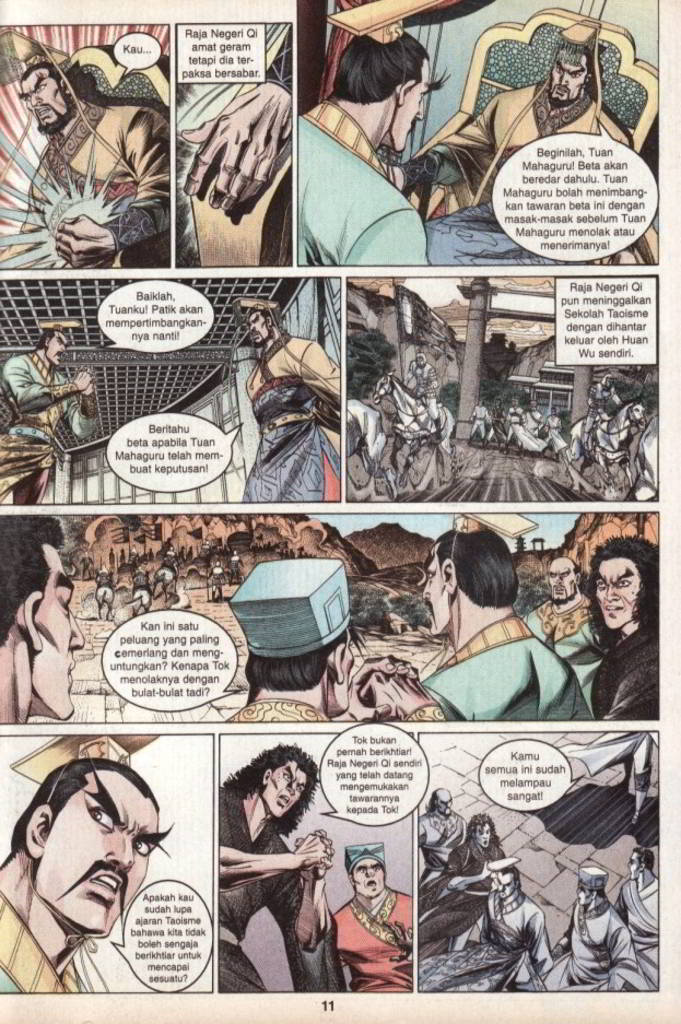 Kau...
Raja Negeri Qi
amat geram
tetapi dia ter-
paksa bersabar.
Beginilah, Tuan
Mahaguru! Beta akan
beredar dahulu. Tuan
Mahaguru bolah menimbang-
kan tawaran beta ini dengan
masak-masak sebelum Tuan
Mahaguru menolak atau
menerimanya!
Baiklah,
Tuanku! Patik akan
mempertimbangkan-
nya nanti!
Beritahu
beta apabila Tuan
Mahaguru telah mem-
buat keputusan!
Raja Negeri Qi
pun meninggalkan
Sekolah Taoisme
dengan dihantar
keluar oleh Huan
Wu sendiri.
Kan ini satu
peluang yang paling
cemerlang dan meng-
untungkan? Kenapa Tok
menolaknya dengan
bulat-bulat tadi?
Apakah kau
sudah lupa
ajaran Taoisme
bahawa kita tidak
boleh sengaja
berikhtiar untuk
mencapai
sesuatu?
Tok bukan
pernah berikhtiar!
Raja Negeri Qi sendiri
yang telah datang
mengemukakan
tawarannya
kepada Tok!
Kamu
semua ini sudah
melampau
sangat!
11